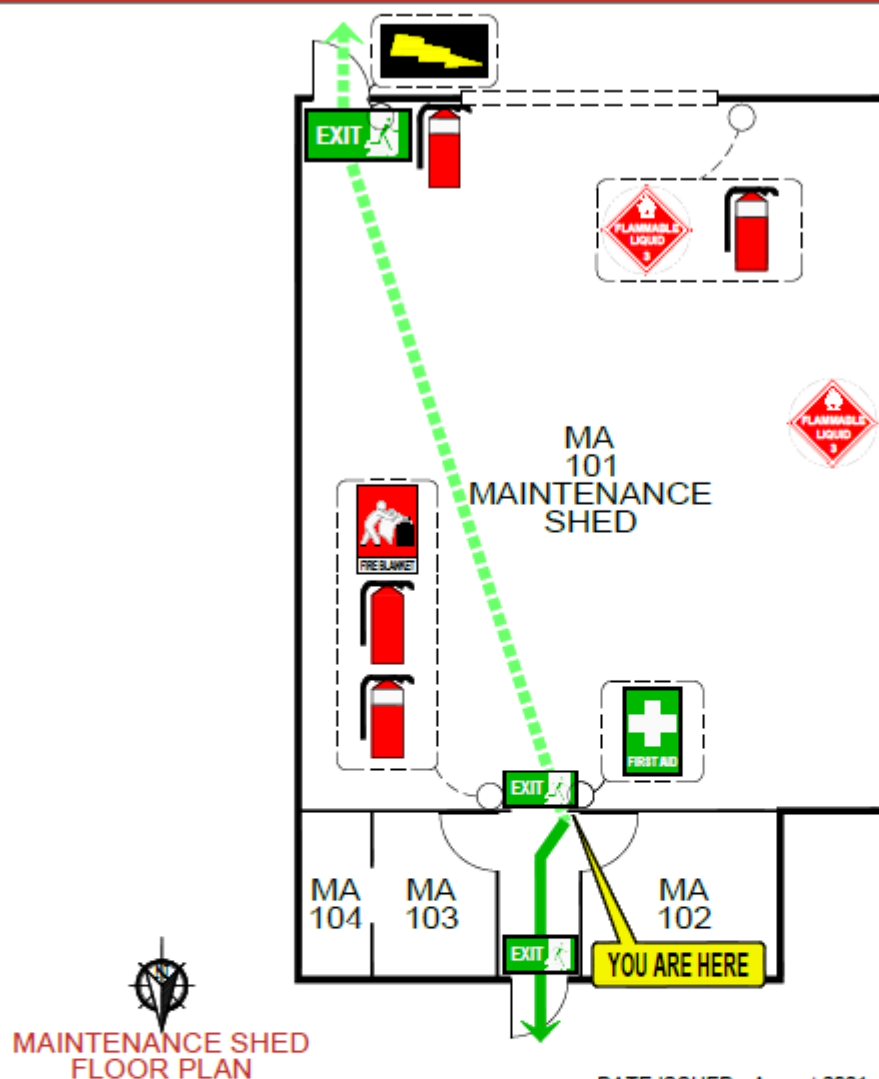 EXIT
FLAMMABLE
LIQUID
3
FLAMMABLE
LIQUID
3
MA
101
MAINTENANCE
SHED
FIRE BLANKET
FIRST AID
EXIT
MA
104
MA
103
MA
102
EXIT
YOU ARE HERE
N
MAINTENANCE SHED
FLOOR PLAN